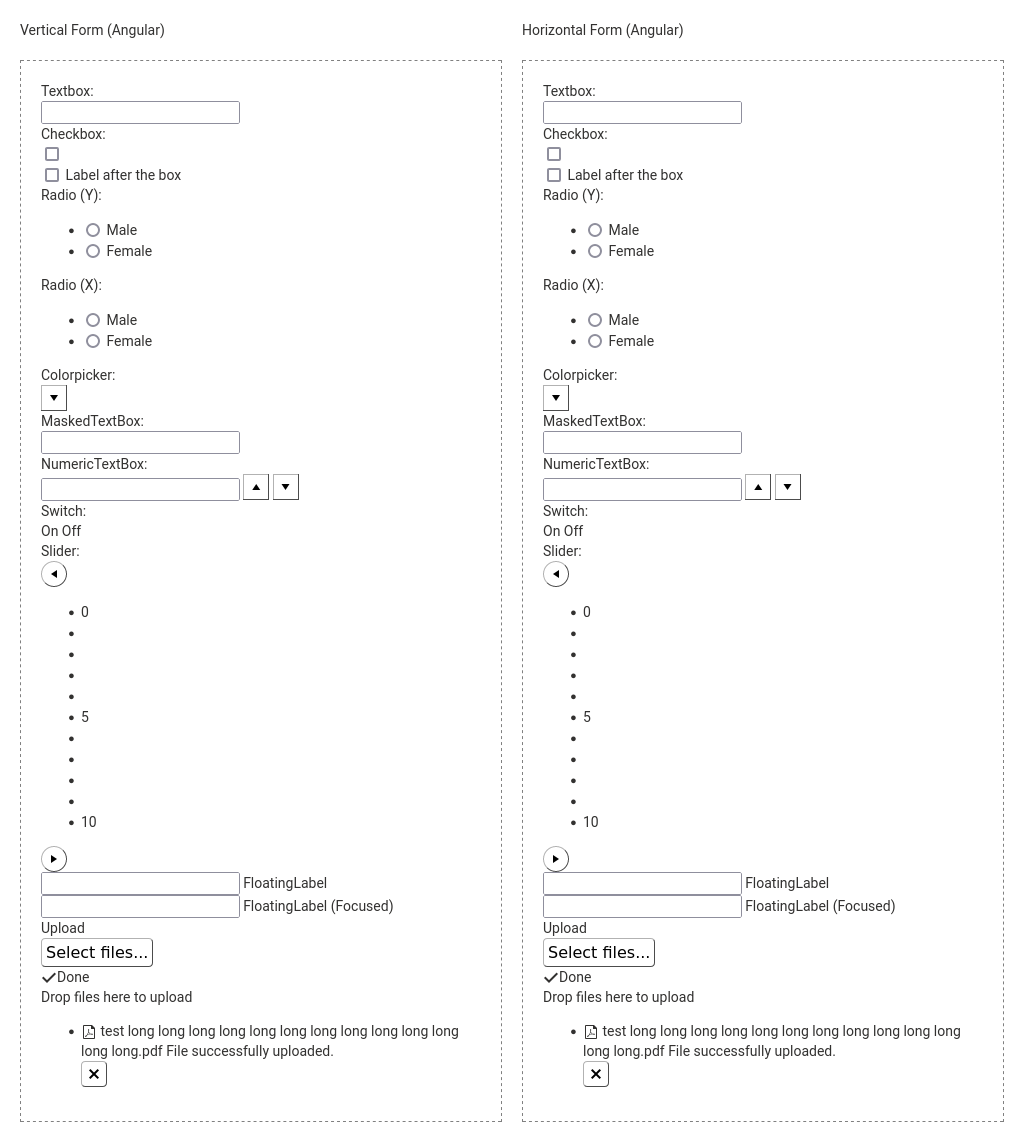 Vertical Form (Angular)
Textbox:
Checkbox:
Label after the box
Radio (Y):
Male
Female
Radio (X):
Male
Female
Colorpicker:
MaskedTextBox:
NumericTextBox:
Switch:
On Off
Slider:
0
5
10
FloatingLabel
FloatingLabel (Focused)
Upload
Select files...
Done
Drop files here to upload
test long long long long long long long long long long long
long long.pdf File successfully uploaded.
Horizontal Form (Angular)
Textbox:
Checkbox:
Label after the box
Radio (Y):
Male
Female
Radio (X):
Male
Female
Colorpicker:
MaskedTextBox:
NumericTextBox:
Switch:
On Off
Slider:
0
5
10
FloatingLabel
FloatingLabel (Focused)
Upload
Select files...
Done
Drop files here to upload
test long long long long long long long long long long long
long long.pdf File successfully uploaded.